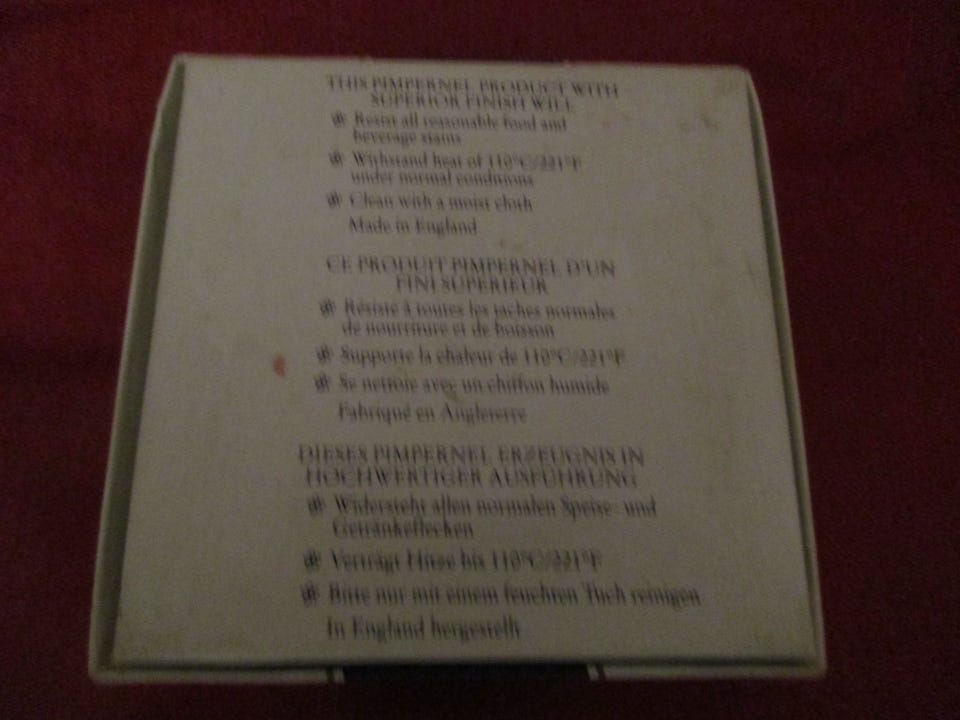 THIS PIMPERNEL PRODUCT WITH
SUPERIOR FINISH WILL
Resist all reasonable food and
beverage stains
Withstand heat of 110°C/221°F
under normal conditions
Clean with a moist cloth
Made in England
CE PRODUIT PIMPERNEL D'UN
FINI SUPERIEUR
Résiste à toutes les taches normales
de nourriture et de boisson
Supporte la chaleur de 110°C/221°F
Se nettoie avec un chiffon humide
Fabriqué en Angleterre
DIESES PIMPERNEL ERZEUGNIS IN
HOCHWERTIGER AUSFÜHRUNG
Widersteht allen normalen Speise- und
Getränkeflecken
Verträgt Hitze bis 110°C/221°F
Bitte nur mit einem feuchten Tuch reinigen
In England hergestellt